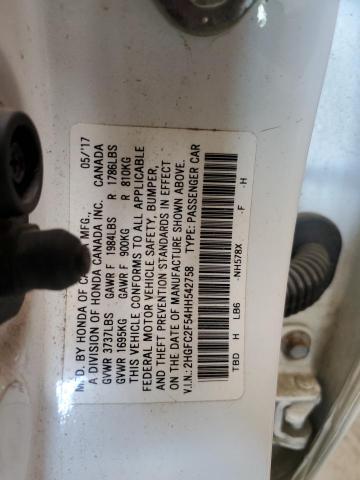 MFD. BY HONDA OF CA MFG., 05/'17
A DIVISION OF HONDA CANADA INC. CANADA
GVWR 3737LBS GAWR F 1984LBS R 1786LBS
GVWR 1695KG GAWR F 900KG R 810KG
THIS VEHICLE CONFORMS TO ALL APPLICABLE
FEDERAL MOTOR VEHICLE SAFETY, BUMPER,
AND THEFT PREVENTION STANDARDS IN EFFECT
ON THE DATE OF MANUFACTURE SHOWN ABOVE.
V.I.N.: 2HGFC2F54HH542758 TYPE: PASSENGER CAR
TBD H LB6 -NH578X -F -H